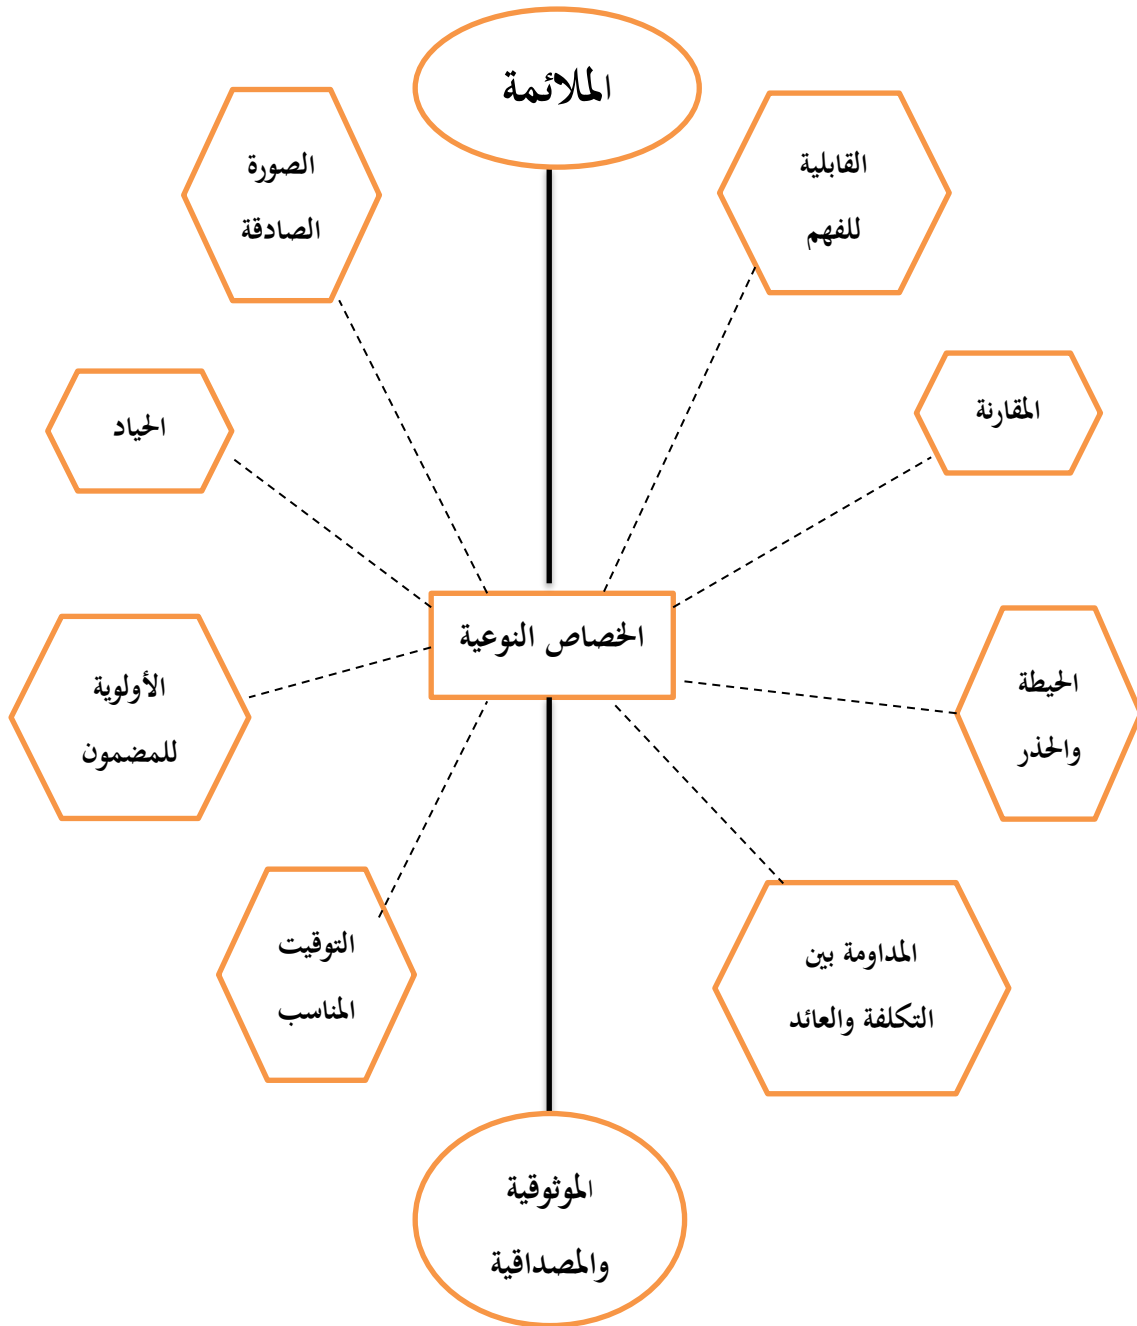 الملائمة
القابلية
للفهم
الصورة
الصادقة
المقارنة
الحياد
الخصاص النوعية
الحيطة
والحذر
الأولوية
للمضمون
المداومة بين
التكلفة والعائد
التوقيت
المناسب
الموثوقية
والمصداقية